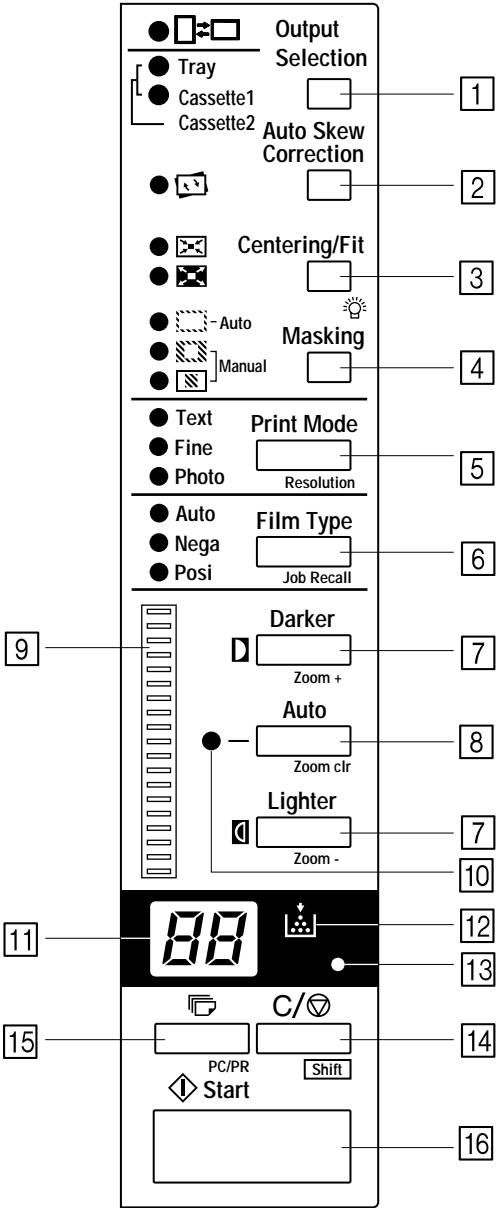 Output
Selection
1
Tray
Cassette1
Cassette2
Auto Skew
Correction
2
Centering/Fit
3
Auto
Masking
Manual
4
Text
Print Mode
Fine
5
Photo
Resolution
Auto
Film Type
Nega
6
Posi
Job Recall
9
Darker
7
Zoom +
Auto
8
Zoom clr
Lighter
7
Zoom -
10
11
88
12
13
C/
15
14
PC/PR
Shift
Start
16